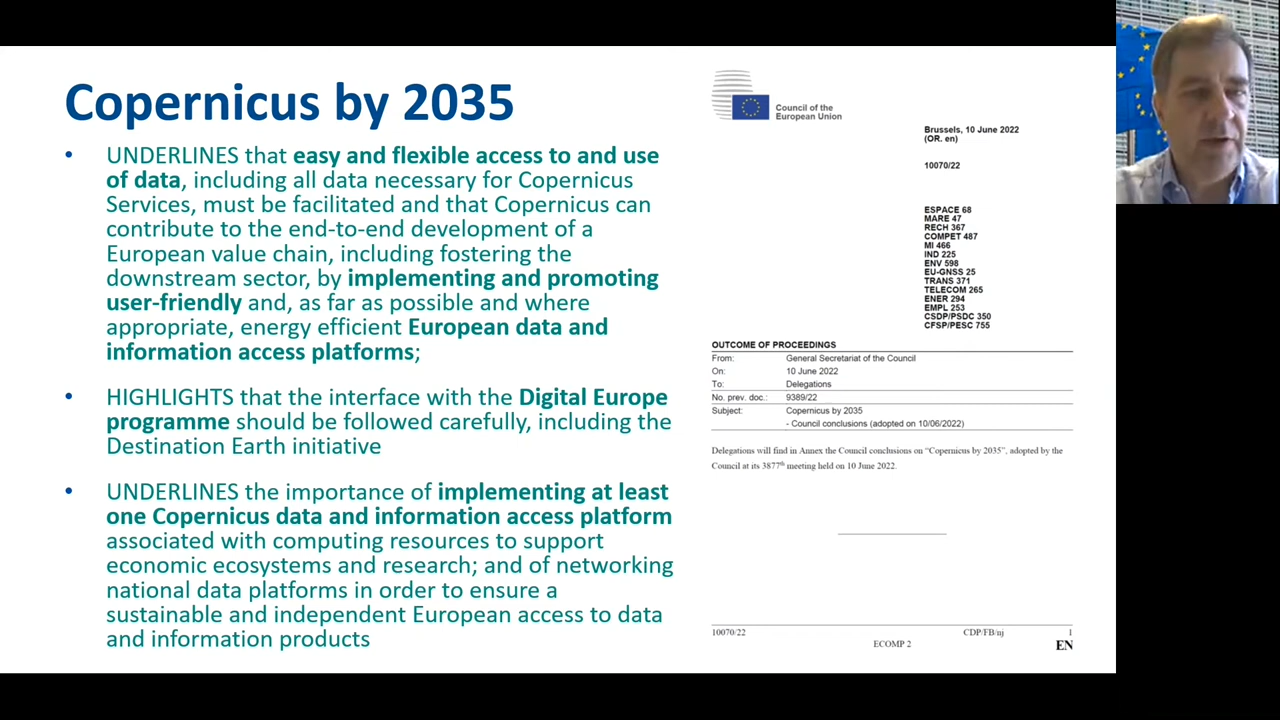 Copernicus by 2035
• UNDERLINES that easy and flexible access to and use
of data, including all data necessary for Copernicus
Services, must be facilitated and that Copernicus can
contribute to the end-to-end development of a
European value chain, including fostering the
downstream sector, by implementing and promoting
user-friendly and, as far as possible and where
appropriate, energy efficient European data and
information access platforms;
• HIGHLIGHTS that the interface with the Digital Europe
programme should be followed carefully, including the
Destination Earth initiative
• UNDERLINES the importance of implementing at least
one Copernicus data and information access platform
associated with computing resources to support
economic ecosystems and research; and of networking
national data platforms in order to ensure a
sustainable and independent European access to data
and information products
Council of the
European Union
Brussels, 10 June 2022
(OR. en)
10070/22
ESPACE 68
MARE 47
RECH 367
COMPET 487
MI 466
IND 225
ENV 598
EU-GNSS 25
TRANS 371
TELECOM 265
ENER 294
EMPL 253
CSDP/PSDC 350
CFSP/PESC 755
OUTCOME OF PROCEEDINGS
From: General Secretariat of the Council
On: 10 June 2022
To: Delegations
No. prev. doc.: 9389/22
Subject: Copernicus by 2035
- Council conclusions (adopted on 10/06/2022)
Delegations will find in Annex the Council conclusions on “Copernicus by 2035”, adopted by the
Council at its 3877th meeting held on 10 June 2022.
10070/22 CDP/FB/nj 1
ECOMP 2 EN